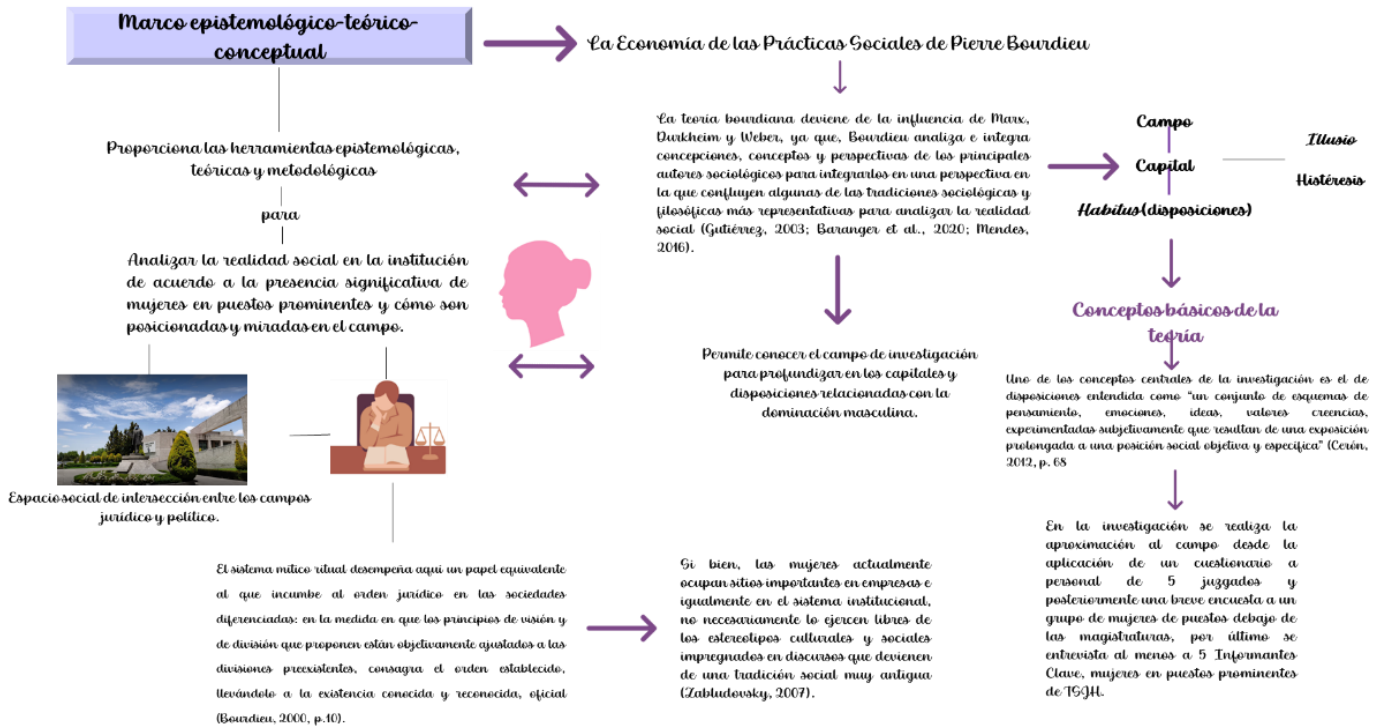 Marco epistemológico-teórico-
conceptual
La Economía de las Prácticas Sociales de Pierre Bourdieu
Proporciona las herramientas epistemológicas,
teóricas y metodológicas
para
Analizar la realidad social en la institución
de acuerdo a la presencia significativa de
mujeres en puestos prominentes y cómo son
posicionadas y miradas en el campo.
Espacio social de intersección entre los campos
jurídico y político.
La teoría bourdiana deviene de la influencia de Marx,
Durkheim y Weber, ya que, Bourdieu analiza e integra
concepciones, conceptos y perspectivas de los principales
autores sociológicos para integrarlos en una perspectiva en
la que confluyen algunas de las tradiciones sociológicas y
filosóficas más representativas para analizar la realidad
social (Gutiérrez, 2003; Baranger et al., 2020; Mendes,
2016).
Permite conocer el campo de investigación
para profundizar en los capitales y
disposiciones relacionadas con la
dominación masculina.
Campo
Capital
Habitus (disposiciones)
Illusio
Histéresis
Conceptos básicos de la
teoría
Uno de los conceptos centrales de la investigación es el de
disposiciones entendida como "un conjunto de esquemas de
pensamiento, emociones, ideas, valores creencias,
experimentadas subjetivamente que resultan de una exposición
prolongada a una posición social objetiva y específica" (Cerón,
2012, p. 68
El sistema mítico ritual desempeña aquí un papel equivalente
al que incumbe al orden jurídico en las sociedades
diferenciadas: en la medida en que los principios de visión y
de división que proponen están objetivamente ajustados a las
divisiones preexistentes, consagra el orden establecido,
llevándolo a la existencia conocida y reconocida, oficial
(Bourdieu, 2000, p.10).
Si bien, las mujeres actualmente
ocupan sitios importantes en empresas e
igualmente en el sistema institucional,
no necesariamente lo ejercen libres de
los estereotipos culturales y sociales
impregnados en discursos que devienen
de una tradición social muy antigua
(Zabludovsky, 2007).
En la investigación se realiza la
aproximación al campo desde la
aplicación de un cuestionario a
personal de 5 juzgados y
posteriormente una breve encuesta a un
grupo de mujeres de puestos debajo de
las magistraturas, por último se
entrevista al menos a 5 Informantes
Clave, mujeres en puestos prominentes
de TSJH.